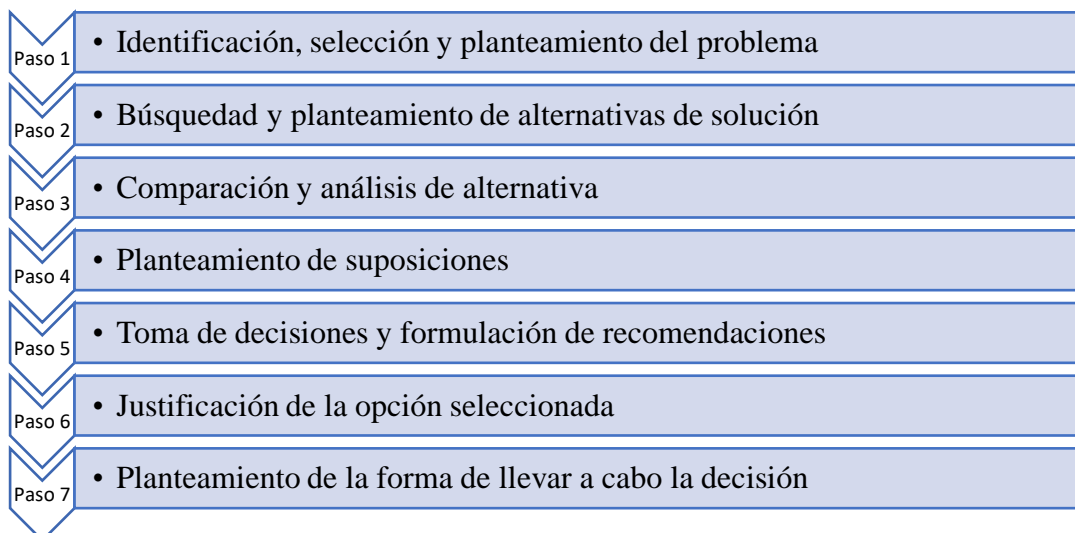 Paso 1
• Identificación, selección y planteamiento del problema
Paso 2
• Búsquedad y planteamiento de alternativas de solución
Paso 3
• Comparación y análisis de alternativa
Paso 4
• Planteamiento de suposiciones
Paso 5
• Toma de decisiones y formulación de recomendaciones
Paso 6
• Justificación de la opción seleccionada
Paso 7
• Planteamiento de la forma de llevar a cabo la decisión